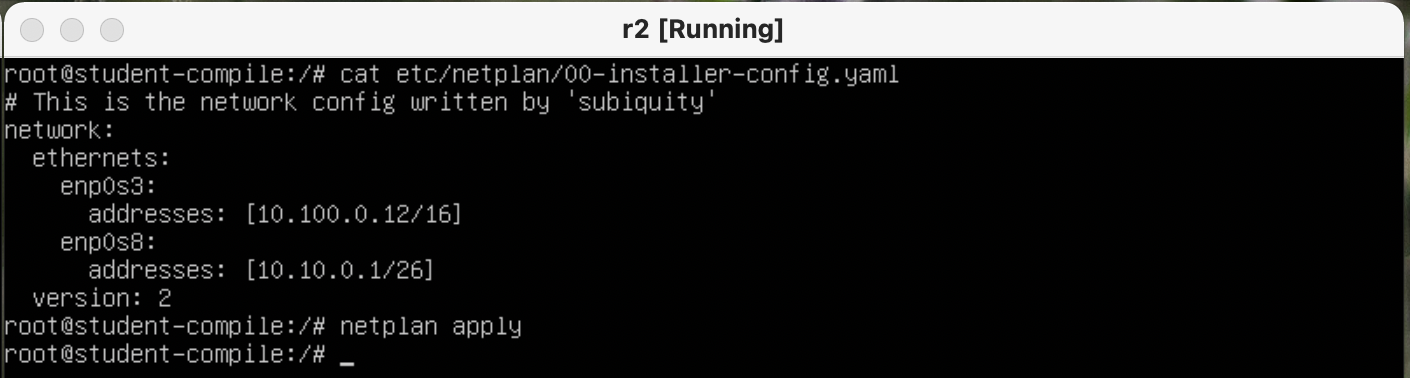 r2 [Running]
root@student-compile:/# cat etc/netplan/00-installer-config.yaml
# This is the network config written by 'subiquity'
network:
  ethernets:
    enp0s3:
      addresses: [10.100.0.12/16]
    enp0s8:
      addresses: [10.10.0.1/26]
  version: 2
root@student-compile:/# netplan apply
root@student-compile:/# _